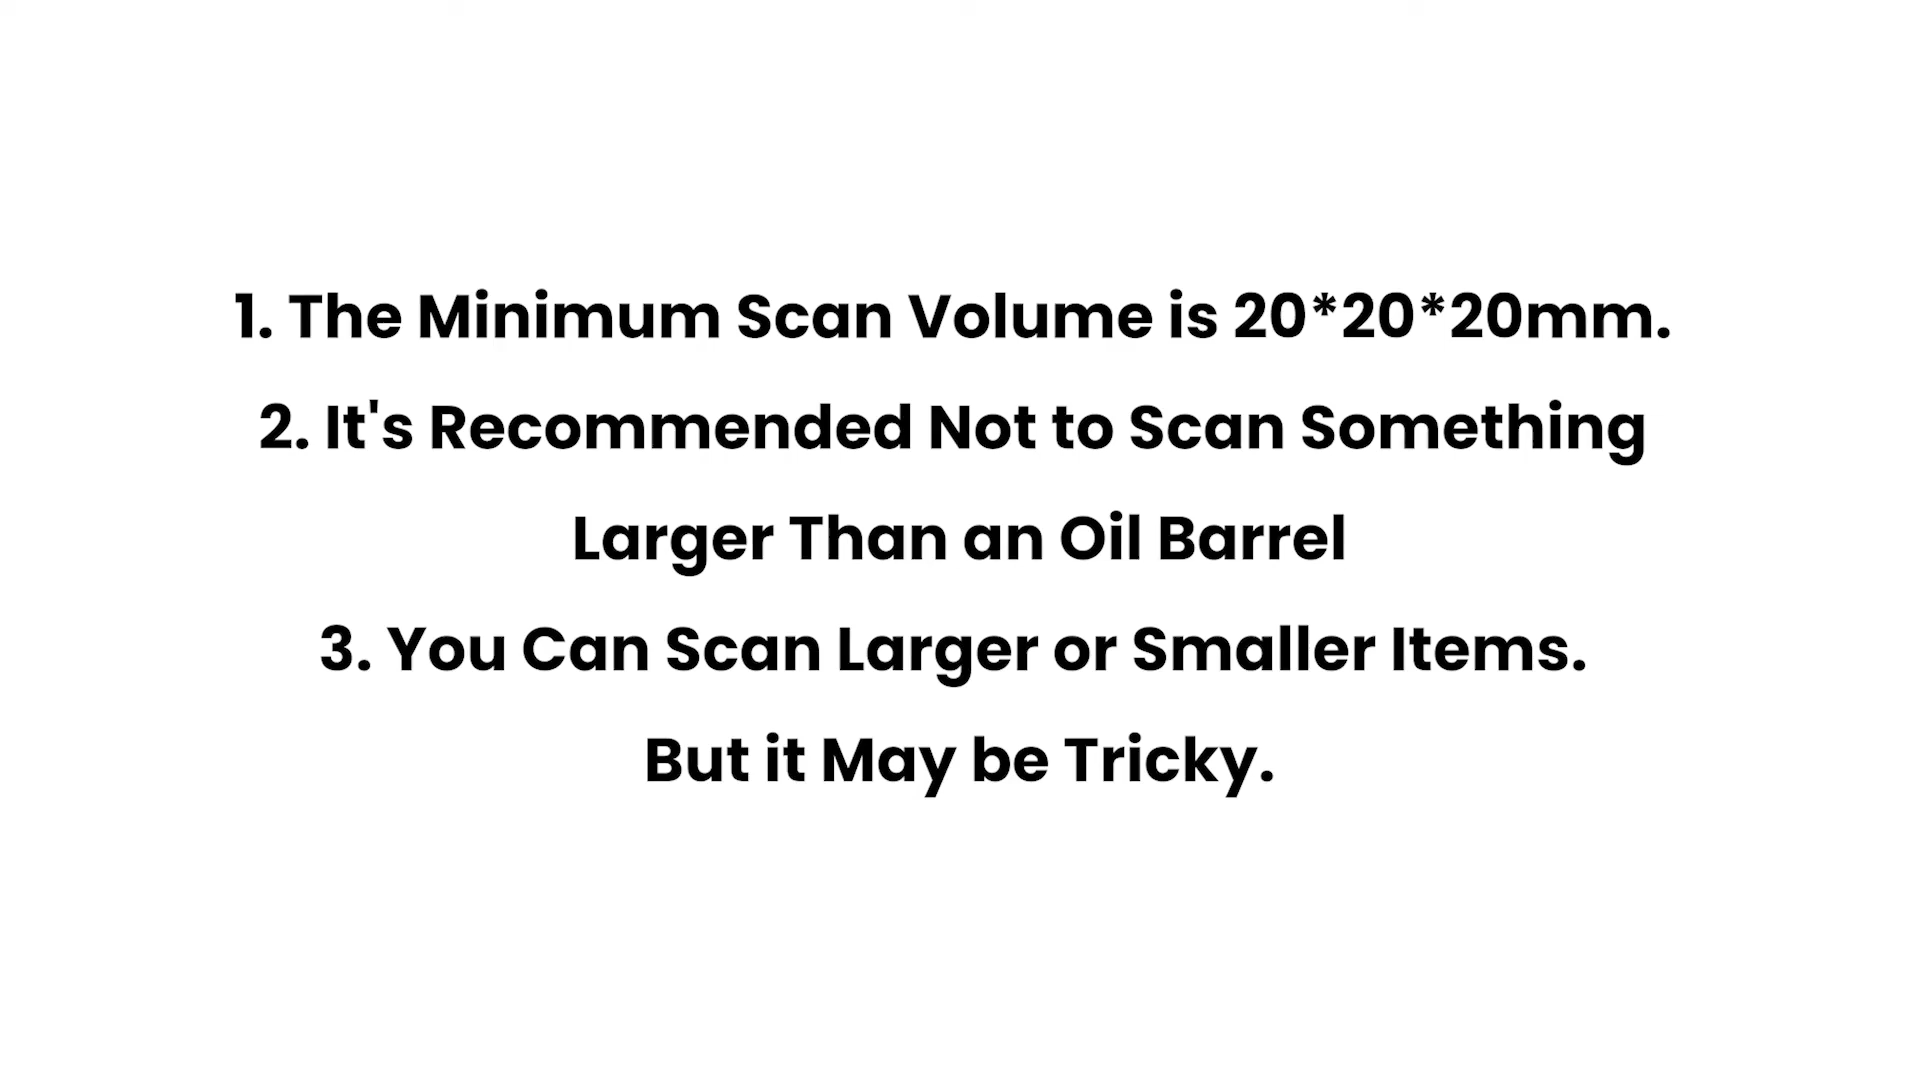 1. The Minimum Scan Volume is 20*20*20mm.
2. It's Recommended Not to Scan Something
Larger Than an Oil Barrel
3. You Can Scan Larger or Smaller Items.
But it May be Tricky.